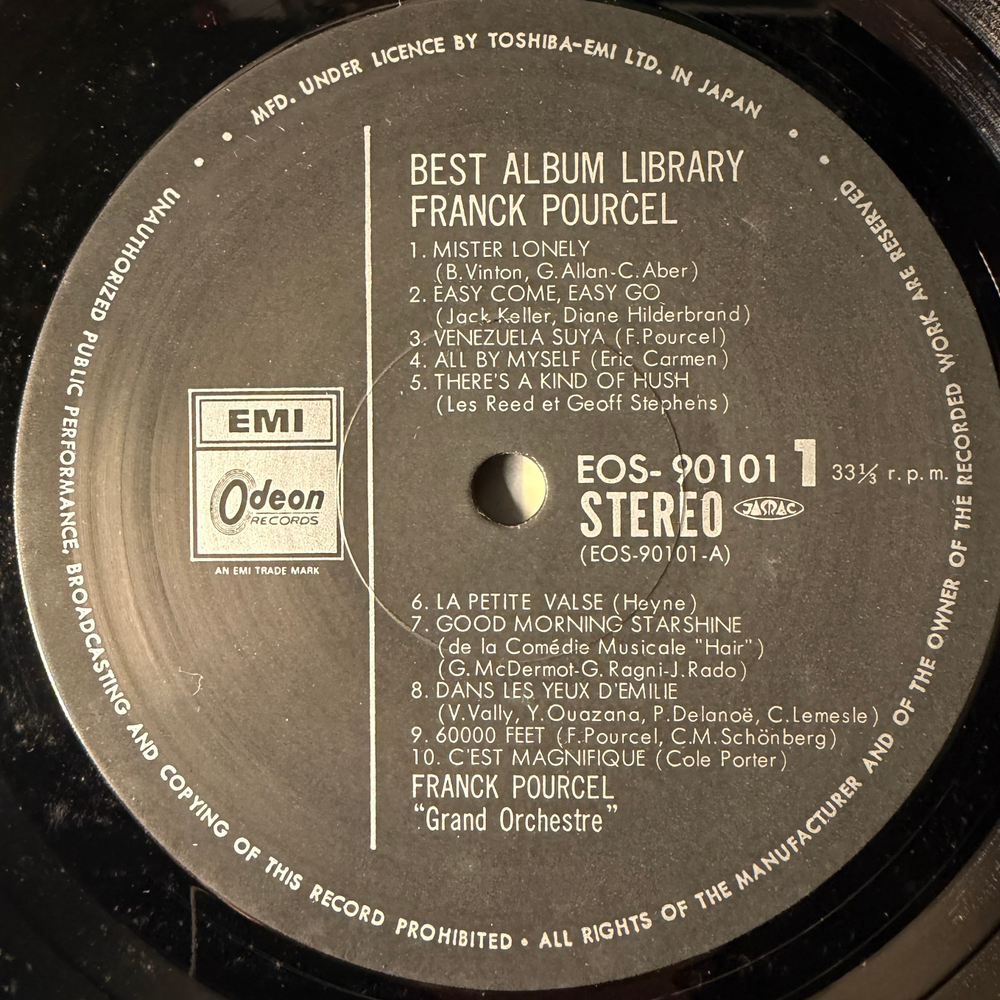 MFD. UNDER LICENCE BY TOSHIBA-EMI LTD. IN JAPAN
BEST ALBUM LIBRARY
FRANCK POURCEL
1. MISTER LONELY
(B.Vinton, G.Allan-C.Aber)
2. EASY COME, EASY GO
(Jack Keller, Diane Hilderbrand)
3. VENEZUELA SUYA (F.Pourcel)
4. ALL BY MYSELF (Eric Carmen)
5. THERE'S A KIND OF HUSH
(Les Reed et Geoff Stephens)
EMI
Odeon
RECORDS
AN EMI TRADE MARK
EOS-90101 1 33⅓ r.p.m.
STEREO JASRAC
(EOS-90101-A)
6. LA PETITE VALSE (Heyne)
7. GOOD MORNING STARSHINE
(de la Comédie Musicale "Hair")
(G.McDermot-G.Ragni-J.Rado)
8. DANS LES YEUX D'EMILIE
(V.Vally, Y.Ouazana, P.Delanoë, C.Lemesle)
9. 60000 FEET (F.Pourcel, C.M.Schönberg)
10. C'EST MAGNIFIQUE (Cole Porter)
FRANCK POURCEL
“Grand Orchestre”
UNAUTHORIZED PUBLIC PERFORMANCE, BROADCASTING AND COPYING OF THIS RECORD PROHIBITED • ALL RIGHTS OF THE MANUFACTURER AND OF THE OWNER OF THE RECORDED WORK ARE RESERVED